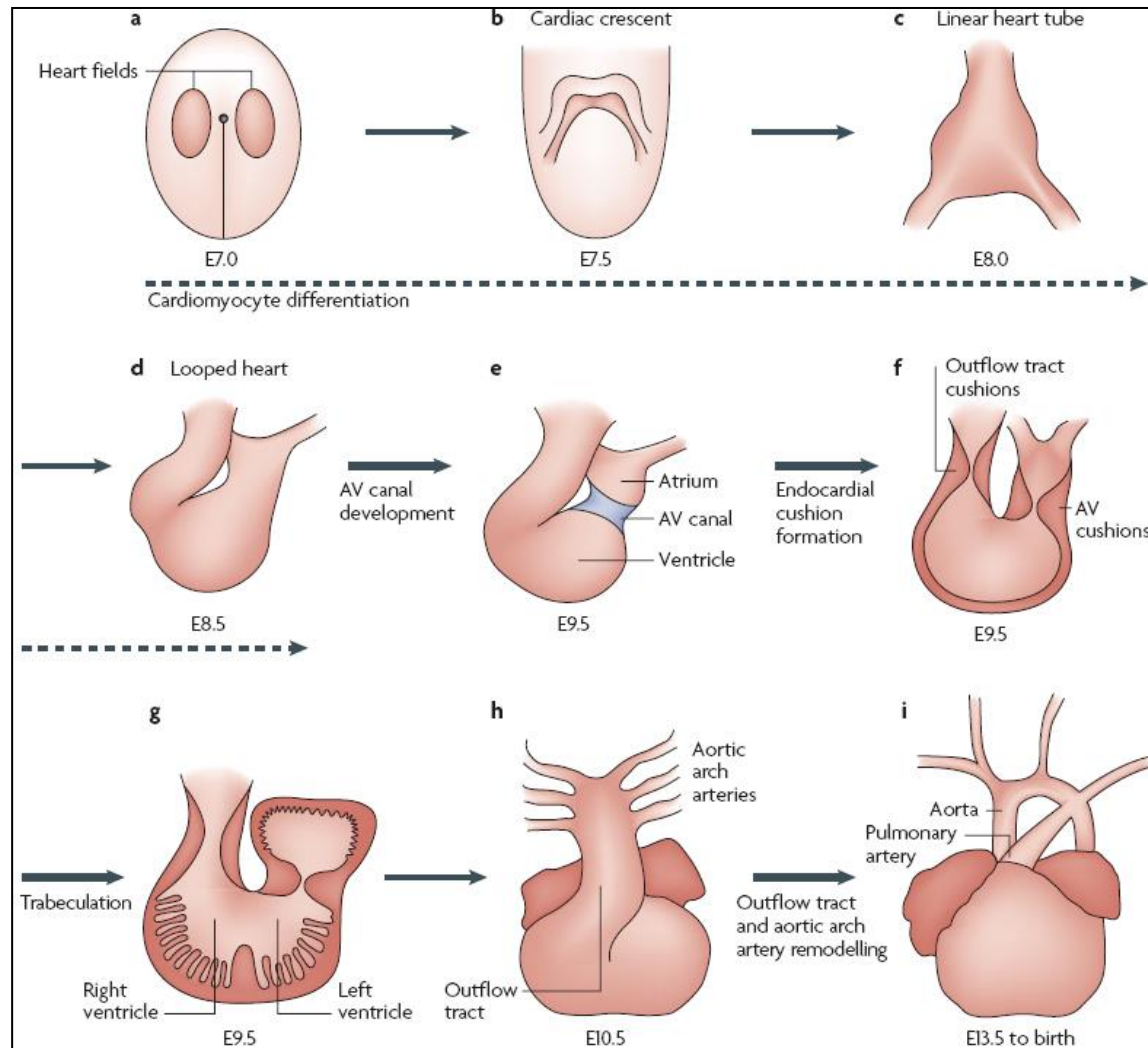 a
b Cardiac crescent
c Linear heart tube
Heart fields
E7.0
E7.5
E8.0
Cardiomyocyte differentiation
d Looped heart
e
f
Outflow tract
cushions
AV canal
development
Atrium
AV canal
Ventricle
Endocardial
cushion
formation
AV
cushions
E8.5
E9.5
E9.5
g
h
i
Aortic
arch
arteries
Aorta
Pulmonary
artery
Trabeculation
Outflow tract
and aortic arch
artery remodelling
Right
ventricle
Left
ventricle
Outflow
tract
E9.5
E10.5
E13.5 to birth